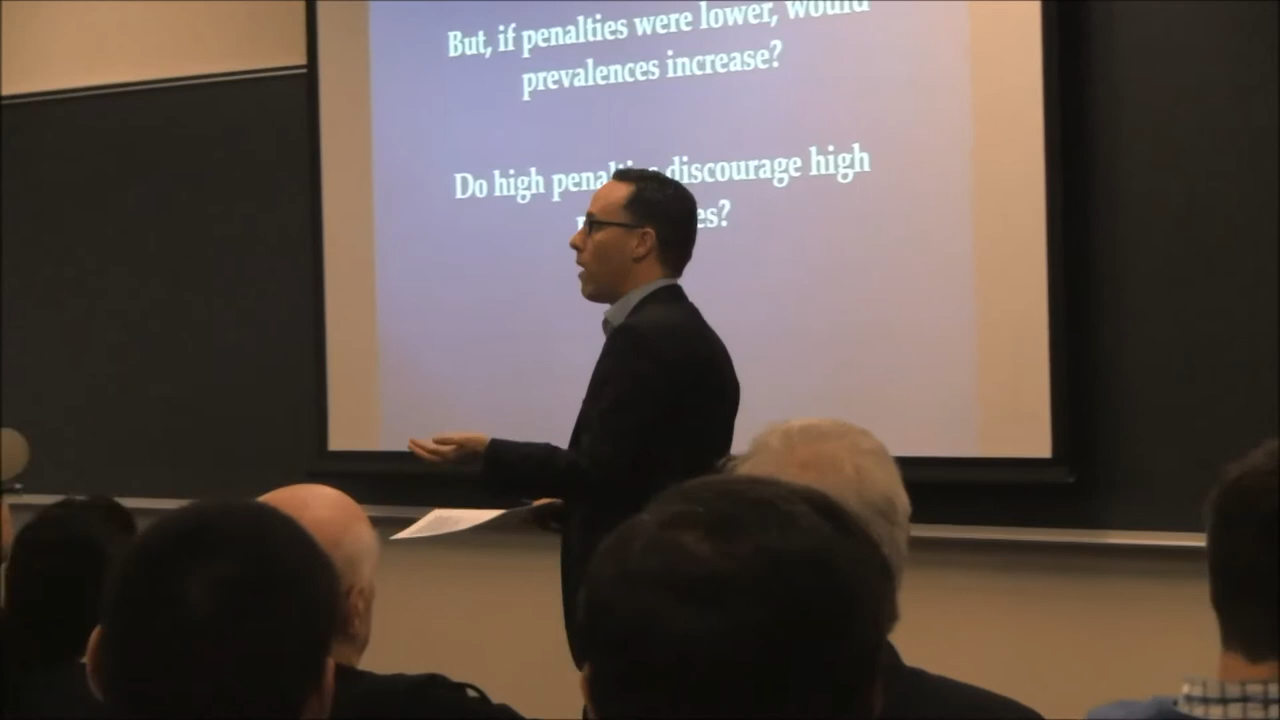 But, if penalties were lower, would
prevalences increase?
Do high discourage high